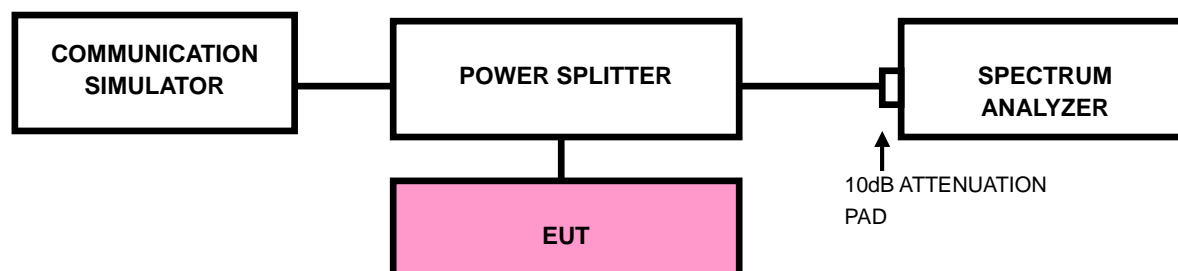 COMMUNICATION
SIMULATOR
POWER SPLITTER
SPECTRUM
ANALYZER
10dB ATTENUATION
PAD
EUT